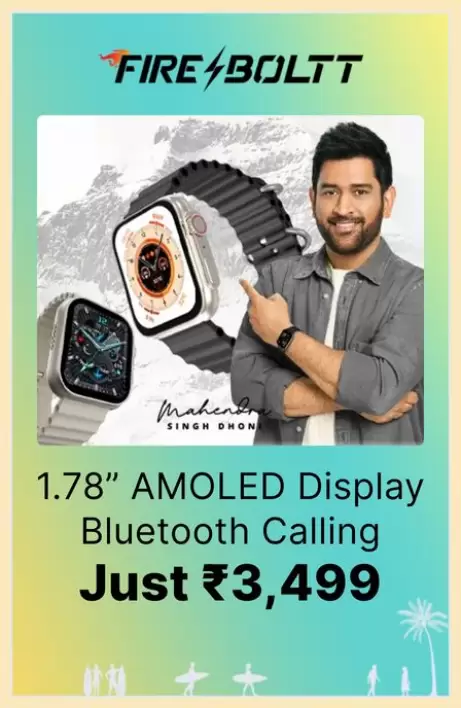 FIRE BOLTT
Mahendra
SINGH DHONI
1.78” AMOLED Display
Bluetooth Calling
Just ₹3,499